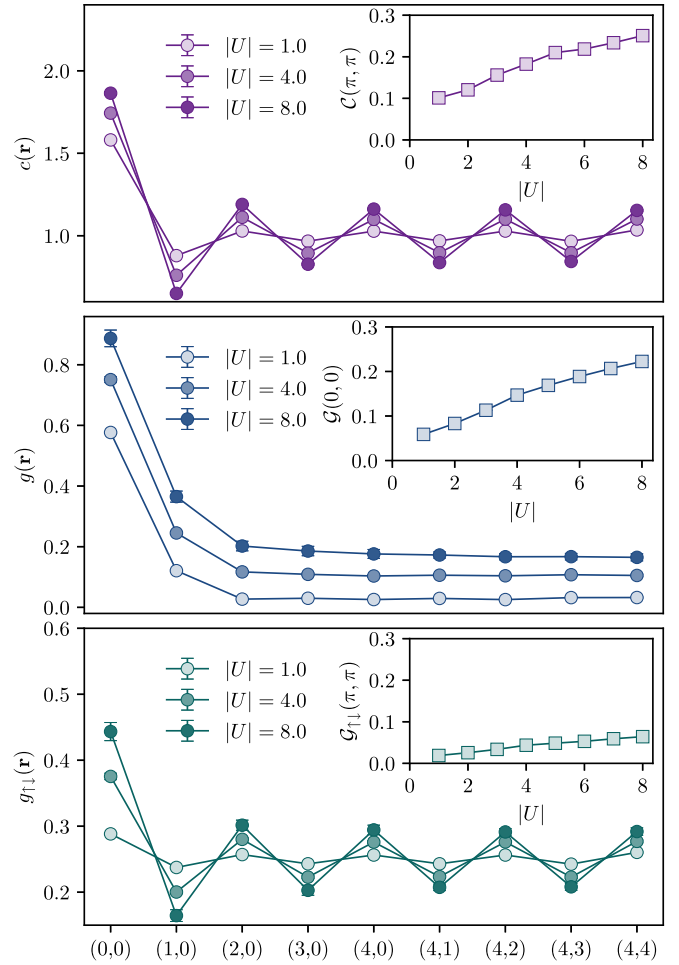 2.0
1.5
1.0
c(r)
|U| = 1.0
|U| = 4.0
|U| = 8.0
0.3
0.2
0.1
0.0
𝒞(π, π)
0 2 4 6 8
|U|
0.8
0.6
0.4
0.2
0.0
g(r)
|U| = 1.0
|U| = 4.0
|U| = 8.0
0.3
0.2
0.1
0.0
𝒢(0, 0)
0 2 4 6 8
|U|
0.6
0.5
0.4
0.3
0.2
g↑↓(r)
|U| = 1.0
|U| = 4.0
|U| = 8.0
0.3
0.2
0.1
0.0
𝒢↑↓(π, π)
0 2 4 6 8
|U|
(0,0) (1,0) (2,0) (3,0) (4,0) (4,1) (4,2) (4,3) (4,4)